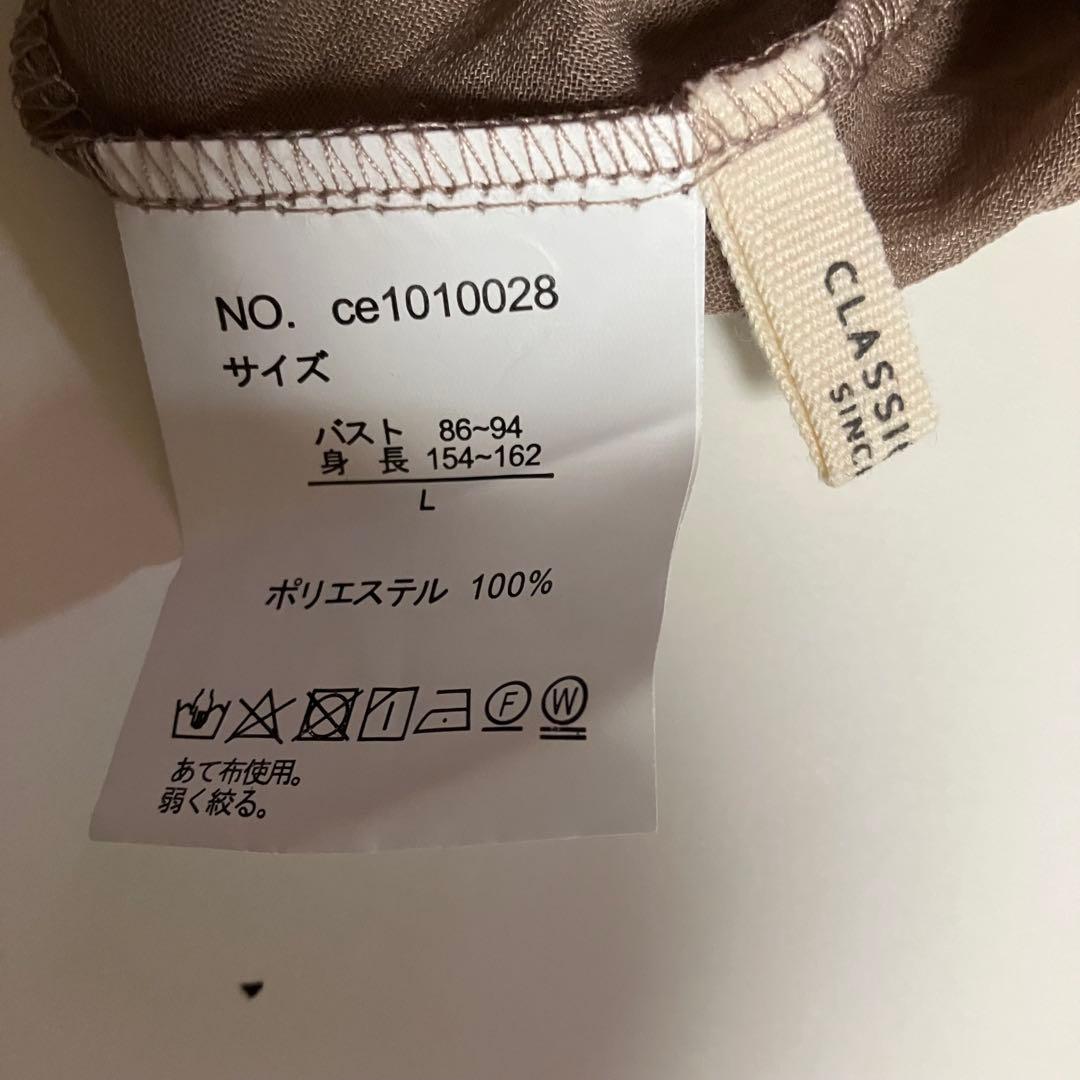 NO. ce1010028
サイズ
バスト 86~94
身 長 154~162
L
ポリエステル 100%
F W
あて布使用。
弱く絞る。
CLASSI
SINC